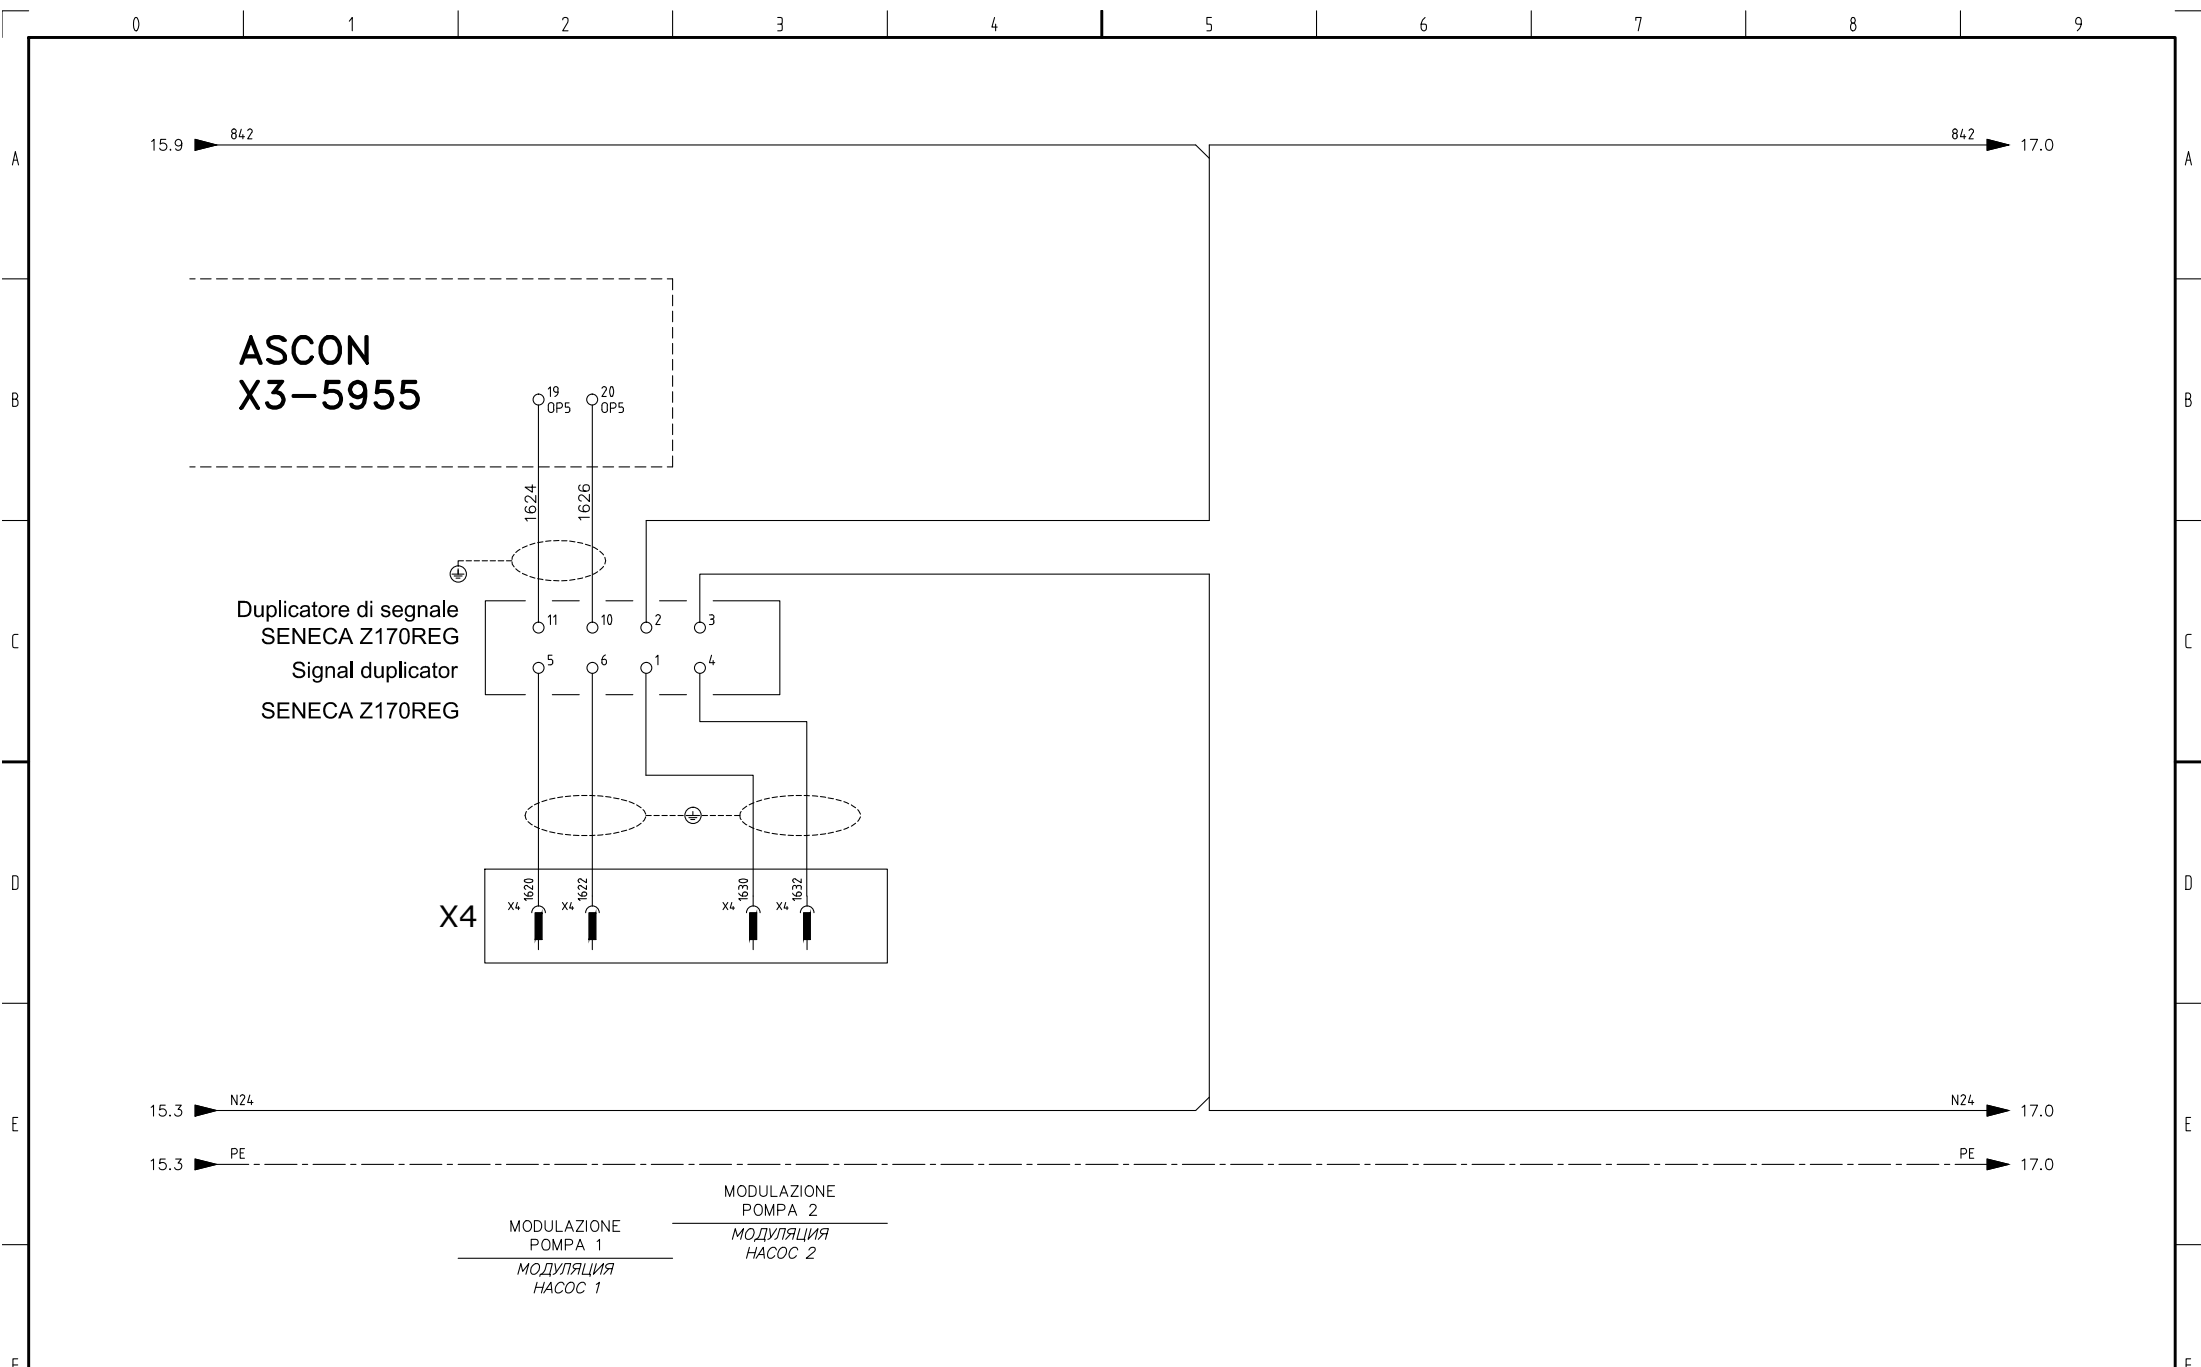 0 1 2 3 4 5 6 7 8 9
842 842
15.9 17.0
A A
ASCON
X3-5955
19 20
OP5 OP5
B B
1624 1626
Duplicatore di segnale
11 10 2 3
SENECA Z170REG
C C
5 6 1 4
Signal duplicator
SENECA Z170REG
D D
1620 1622 1630 1632
X4 X4 X4 X4
X4
N24 N24
15.3 17.0
E E
PE PE
15.3 17.0
MODULAZIONE
POMPA 2
МОДУЛЯЦИЯ
НАСОС 2
MODULAZIONE
POMPA 1
МОДУЛЯЦИЯ
НАСОС 1